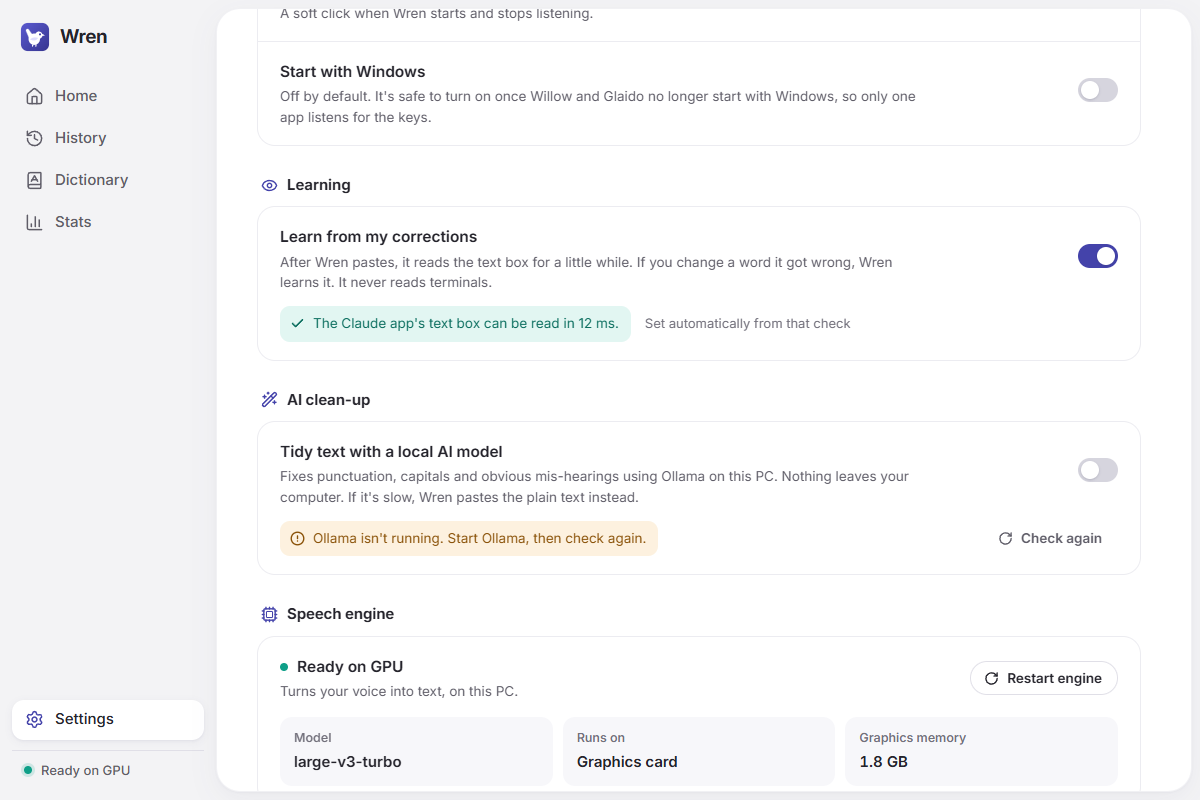 Wren
Home
History
Dictionary
Stats
Settings
Ready on GPU
A soft click when Wren starts and stops listening.
Start with Windows
Off by default. It's safe to turn on once Willow and Glaido no longer start with Windows, so only one
app listens for the keys.
Learning
Learn from my corrections
After Wren pastes, it reads the text box for a little while. If you change a word it got wrong, Wren
learns it. It never reads terminals.
The Claude app's text box can be read in 12 ms.
Set automatically from that check
AI clean-up
Tidy text with a local AI model
Fixes punctuation, capitals and obvious mis-hearings using Ollama on this PC. Nothing leaves your
computer. If it's slow, Wren pastes the plain text instead.
Ollama isn't running. Start Ollama, then check again.
Check again
Speech engine
Ready on GPU
Turns your voice into text, on this PC.
Restart engine
Model
large-v3-turbo
Runs on
Graphics card
Graphics memory
1.8 GB